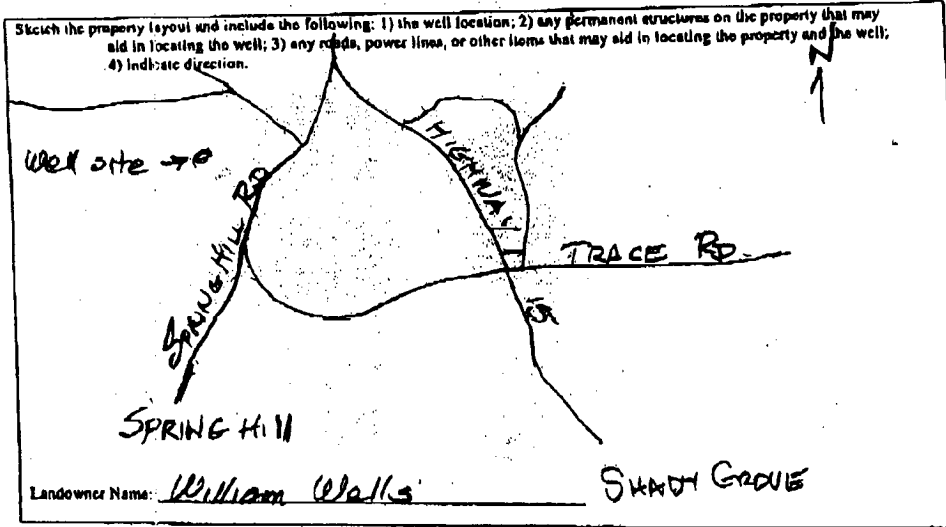 Sketch the property layout and include the following: 1) the well location; 2) any permanent structures on the property that may
aid in locating the well; 3) any roads, power lines, or other items that may aid in locating the property and the well;
4) Indicate direction.
N
Well site
HIGHWAY
15
SPRING HILL RD
TRACE RD.
SPRING HILL
SHADY GROVE
Landowner Name: William Walls